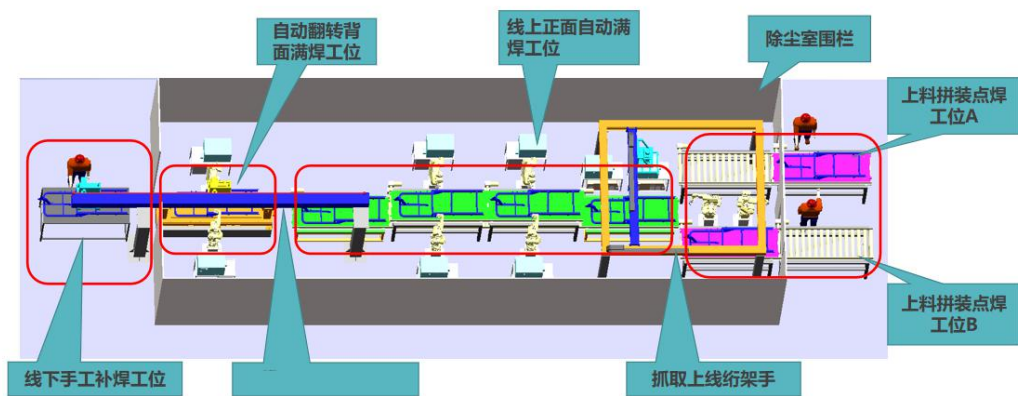 自动翻转背
面满焊工位
线上正面自动满
焊工位
除尘室围栏
上料拼装点焊
工位A
上料拼装点焊
工位B
线下手工补焊工位
抓取上线绗架手